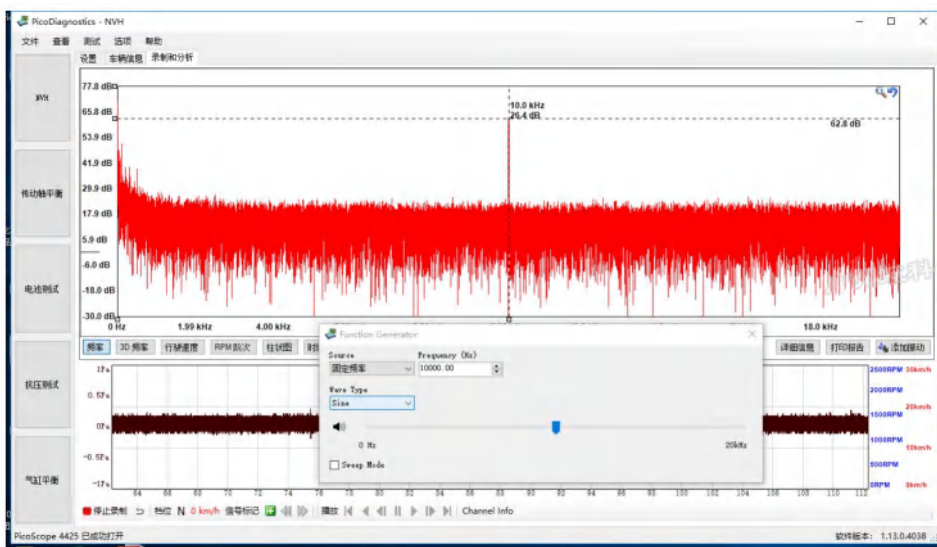 PicoDiagnostics - NVH
文件 查看 测试 选项 帮助
设置 车辆信息 录制和分析
NVH
传动轴平衡
电池测试
抗压测试
气缸平衡
77.8 dB
65.8 dB
53.9 dB
41.9 dB
29.9 dB
17.9 dB
5.9 dB
-6.0 dB
-18.0 dB
-30.0 dB
10.0 kHz
26.4 dB
62.8 dB
0 Hz 1.99 kHz 4.00 kHz 18.0 kHz
频率 3D 频率 行驶速度 RPM 阶次 柱状图 详细信息 打印报告 添加振动
Function Generator
Source Frequency (Hz)
固定频率 10000.00
Wave Type
Sine
0 Hz 20kHz
Sweep Mode
0Pa
2500RPM 30km/h
2000RPM
20km/h
1500RPM
1000RPM
10km/h
500RPM
0RPM 0km/h
64 66 68 70 72 74 76 78 80 82 84 86 88 90 92 94 96 98 100 102 104 106 108 110 112
停止录制 档位 N 0 km/h 信号标记 播放 Channel Info
PicoScope 4425 已成功打开 软件版本: 1.13.0.4038